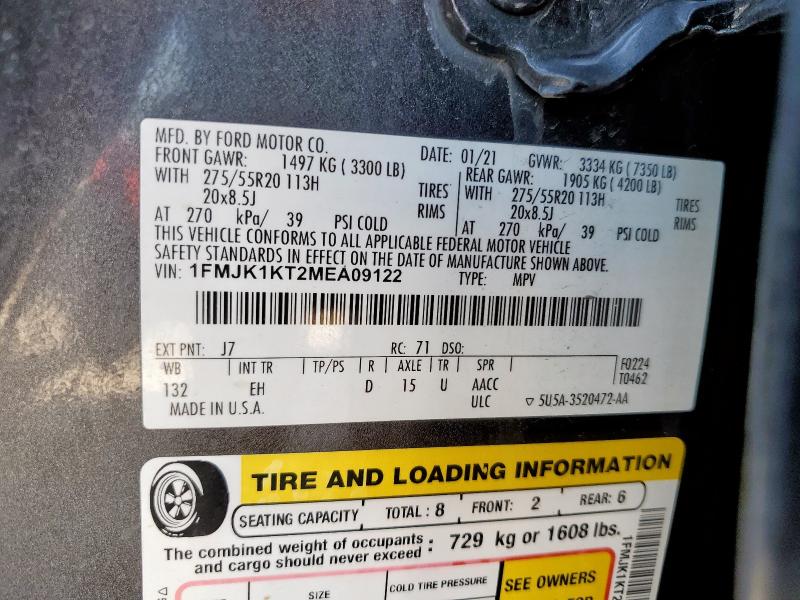 MFD. BY FORD MOTOR CO. DATE: 01/21 GVWR: 3334 KG (7350 LB)
FRONT GAWR: 1497 KG (3300 LB) REAR GAWR: 1905 KG (4200 LB)
WITH 275/55R20 113H TIRES WITH 275/55R20 113H TIRES
20x8.5J RIMS 20x8.5J RIMS
AT 270 kPa/ 39 PSI COLD AT 270 kPa/ 39 PSI COLD
THIS VEHICLE CONFORMS TO ALL APPLICABLE FEDERAL MOTOR VEHICLE
SAFETY STANDARDS IN EFFECT ON THE DATE OF MANUFACTURE SHOWN ABOVE.
VIN: 1FMJK1KT2MEA09122 TYPE: MPV
EXT PNT: J7 RC: 71 DSO:
WB INT TR TP/PS R AXLE TR SPR F0224
132 EH D 15 U AACC T0462
ULC
MADE IN U.S.A. ▽ 5U5A-3520472-AA
TIRE AND LOADING INFORMATION
SEATING CAPACITY TOTAL: 8 FRONT: 2 REAR: 6
The combined weight of occupants and cargo should never exceed: 729 kg or 1608 lbs.
SIZE COLD TIRE PRESSURE SEE OWNERS
1FMJK1KT2